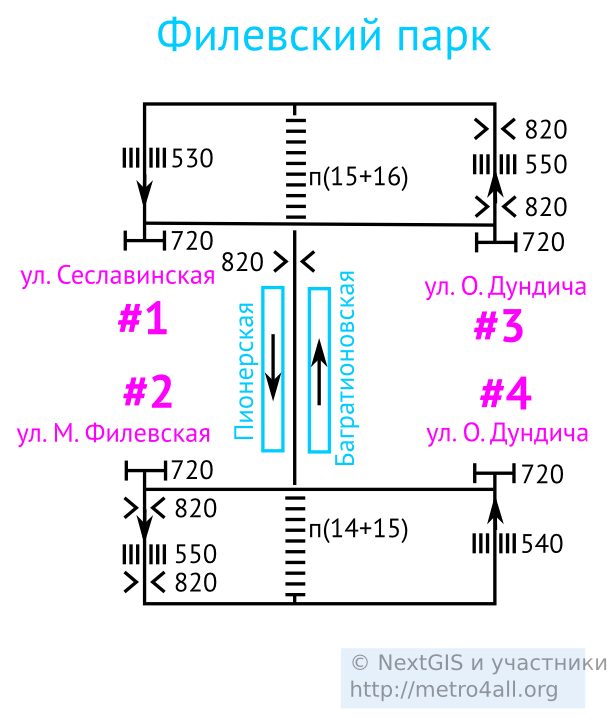 Филевский парк
820
530
550
п(15+16)
820
720
720
820
ул. Сеславинская
ул. О. Дундича
#1
#3
Пионерская
Багратионовская
#2
#4
ул. М. Филевская
ул. О. Дундича
720
720
820
п(14+15)
550
540
820
© NextGIS и участники
http://metro4all.org